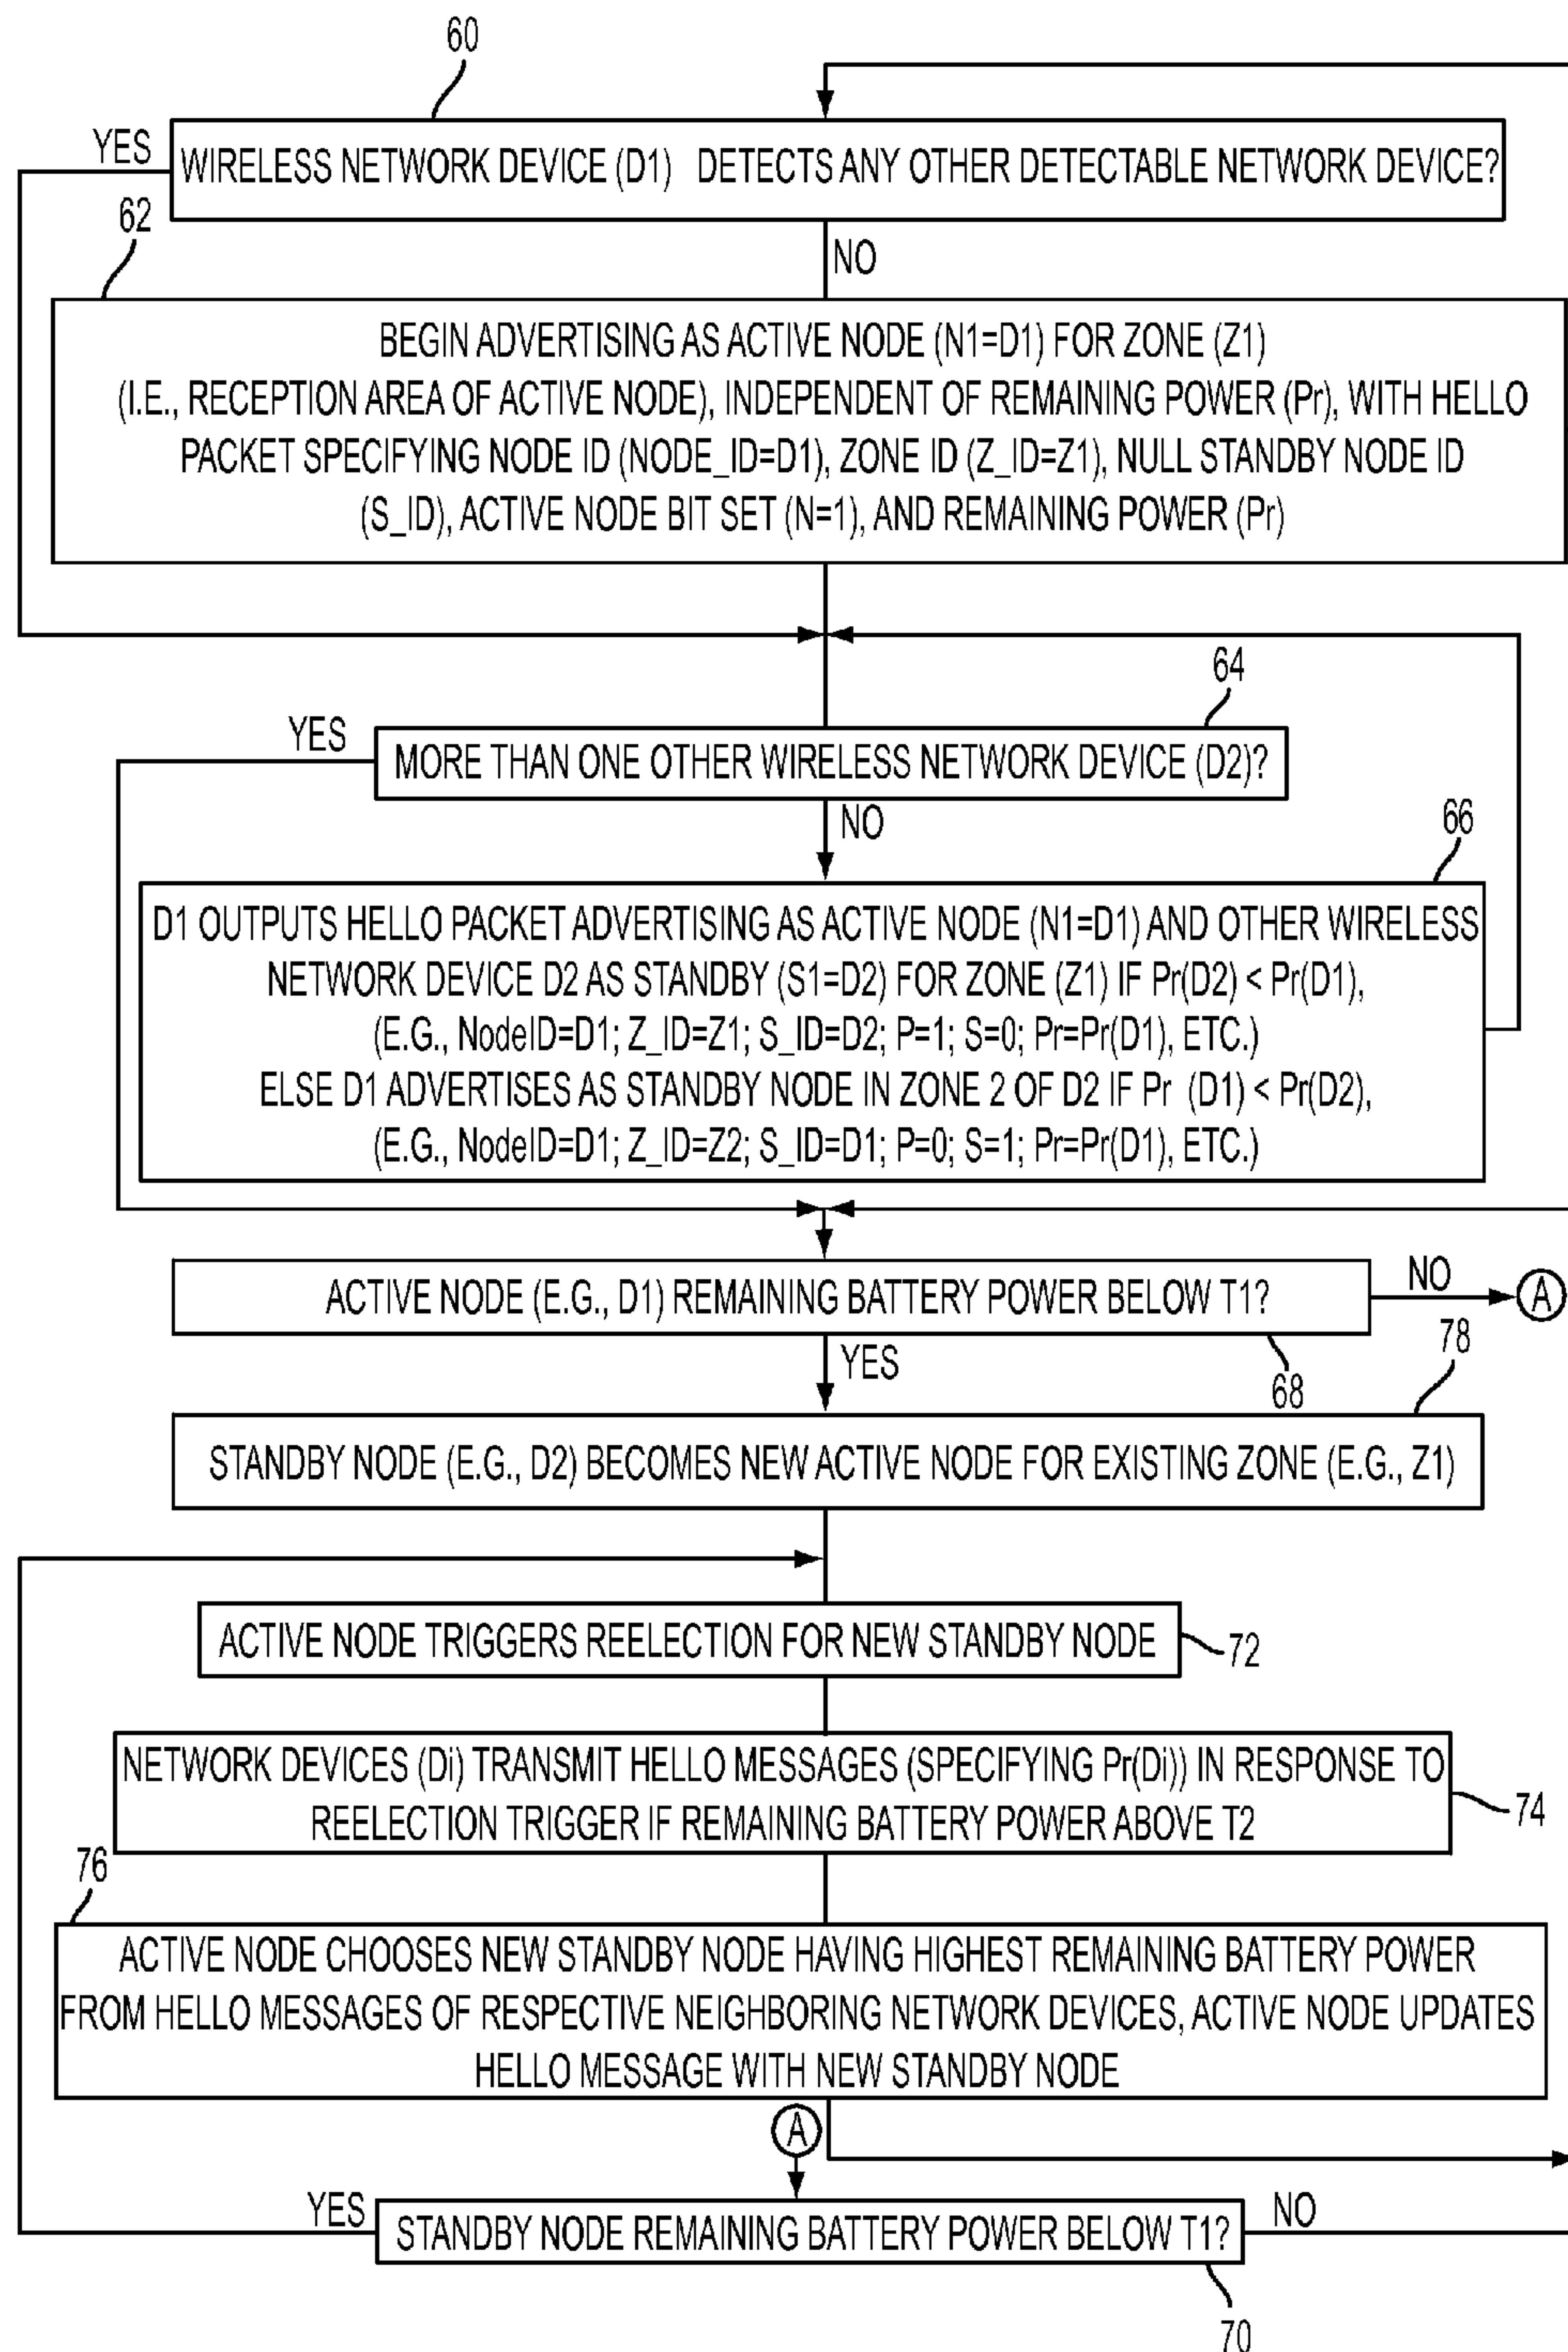 60
YES
WIRELESS NETWORK DEVICE (D1) DETECTS ANY OTHER DETECTABLE NETWORK DEVICE?
62
NO
BEGIN ADVERTISING AS ACTIVE NODE (N1=D1) FOR ZONE (Z1)
(I.E., RECEPTION AREA OF ACTIVE NODE), INDEPENDENT OF REMAINING POWER (Pr), WITH HELLO
PACKET SPECIFYING NODE ID (NODE_ID=D1), ZONE ID (Z_ID=Z1), NULL STANDBY NODE ID
(S_ID), ACTIVE NODE BIT SET (N=1), AND REMAINING POWER (Pr)
64
YES
MORE THAN ONE OTHER WIRELESS NETWORK DEVICE (D2)?
NO
66
D1 OUTPUTS HELLO PACKET ADVERTISING AS ACTIVE NODE (N1=D1) AND OTHER WIRELESS
NETWORK DEVICE D2 AS STANDBY (S1=D2) FOR ZONE (Z1) IF Pr(D2) < Pr(D1),
(E.G., NodeID=D1; Z_ID=Z1; S_ID=D2; P=1; S=0; Pr=Pr(D1), ETC.)
ELSE D1 ADVERTISES AS STANDBY NODE IN ZONE 2 OF D2 IF Pr (D1) < Pr(D2),
(E.G., NodeID=D1; Z_ID=Z2; S_ID=D1; P=0; S=1; Pr=Pr(D1), ETC.)
ACTIVE NODE (E.G., D1) REMAINING BATTERY POWER BELOW T1?
NO
A
YES
68
78
STANDBY NODE (E.G., D2) BECOMES NEW ACTIVE NODE FOR EXISTING ZONE (E.G., Z1)
ACTIVE NODE TRIGGERS REELECTION FOR NEW STANDBY NODE
72
NETWORK DEVICES (Di) TRANSMIT HELLO MESSAGES (SPECIFYING Pr(Di)) IN RESPONSE TO
REELECTION TRIGGER IF REMAINING BATTERY POWER ABOVE T2
74
76
ACTIVE NODE CHOOSES NEW STANDBY NODE HAVING HIGHEST REMAINING BATTERY POWER
FROM HELLO MESSAGES OF RESPECTIVE NEIGHBORING NETWORK DEVICES, ACTIVE NODE UPDATES
HELLO MESSAGE WITH NEW STANDBY NODE
A
YES
STANDBY NODE REMAINING BATTERY POWER BELOW T1?
NO
70